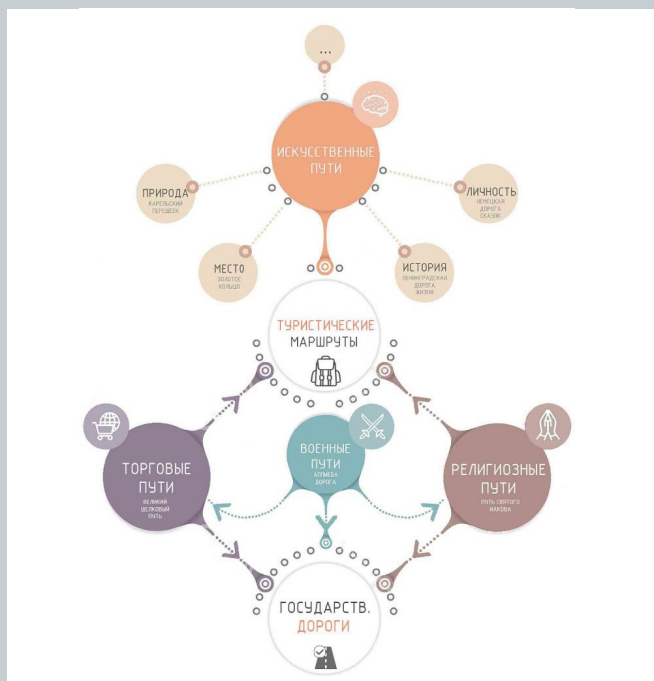 ...
ИСКУССТВЕННЫЕ
ПУТИ
ПРИРОДА
КАРЕЛЬСКИЙ
ПЕРЕШЕЕК
ЛИЧНОСТЬ
НЕМЕЦКАЯ
ДОРОГА
СКАЗОК
МЕСТО
ЗОЛОТОЕ
КОЛЬЦО
ИСТОРИЯ
ЛЕНИНГРАДСКАЯ
ДОРОГА
ЖИЗНИ
ТУРИСТИЧЕСКИЕ
МАРШРУТЫ
ТОРГОВЫЕ
ПУТИ
ВЕЛИКИЙ
ШЕЛКОВЫЙ
ПУТЬ
ВОЕННЫЕ
ПУТИ
АППИЕВА
ДОРОГА
РЕЛИГИОЗНЫЕ
ПУТИ
ПУТЬ СВЯТОГО
ИАКОВА
ГОСУДАРСТВ.
ДОРОГИ